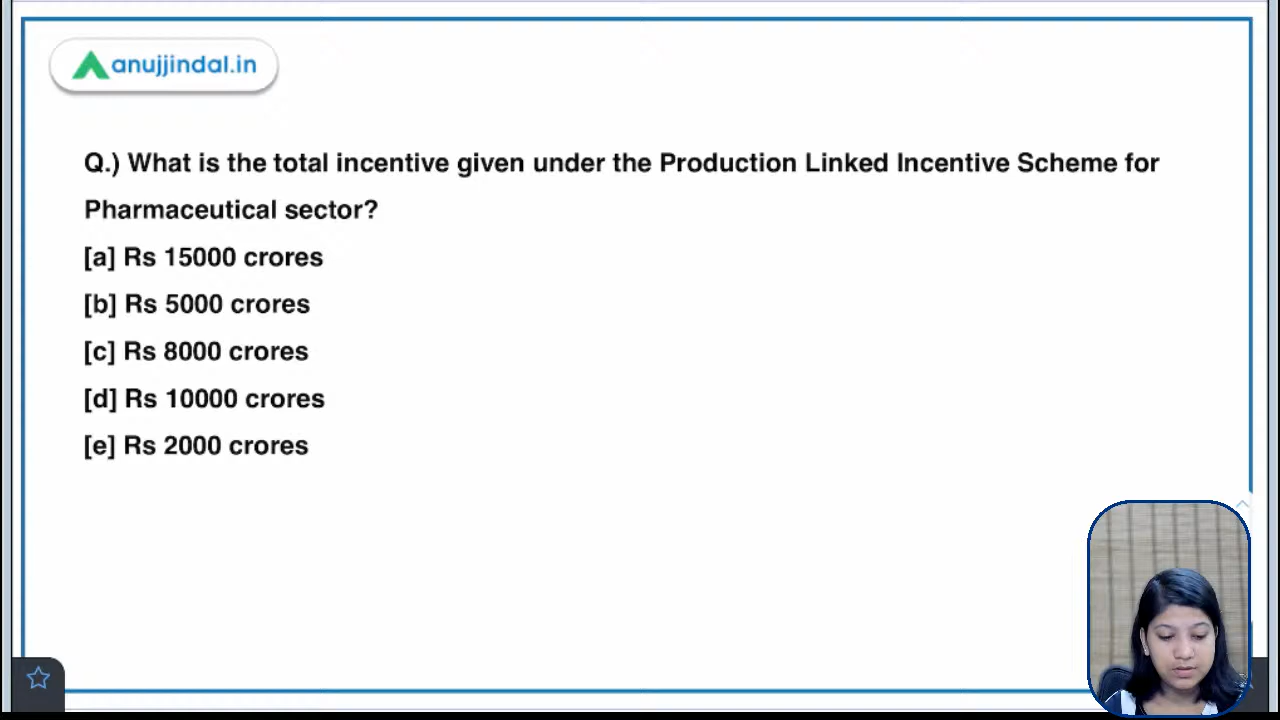 anujjindal.in
Q.) What is the total incentive given under the Production Linked Incentive Scheme for
Pharmaceutical sector?
[a] Rs 15000 crores
[b] Rs 5000 crores
[c] Rs 8000 crores
[d] Rs 10000 crores
[e] Rs 2000 crores